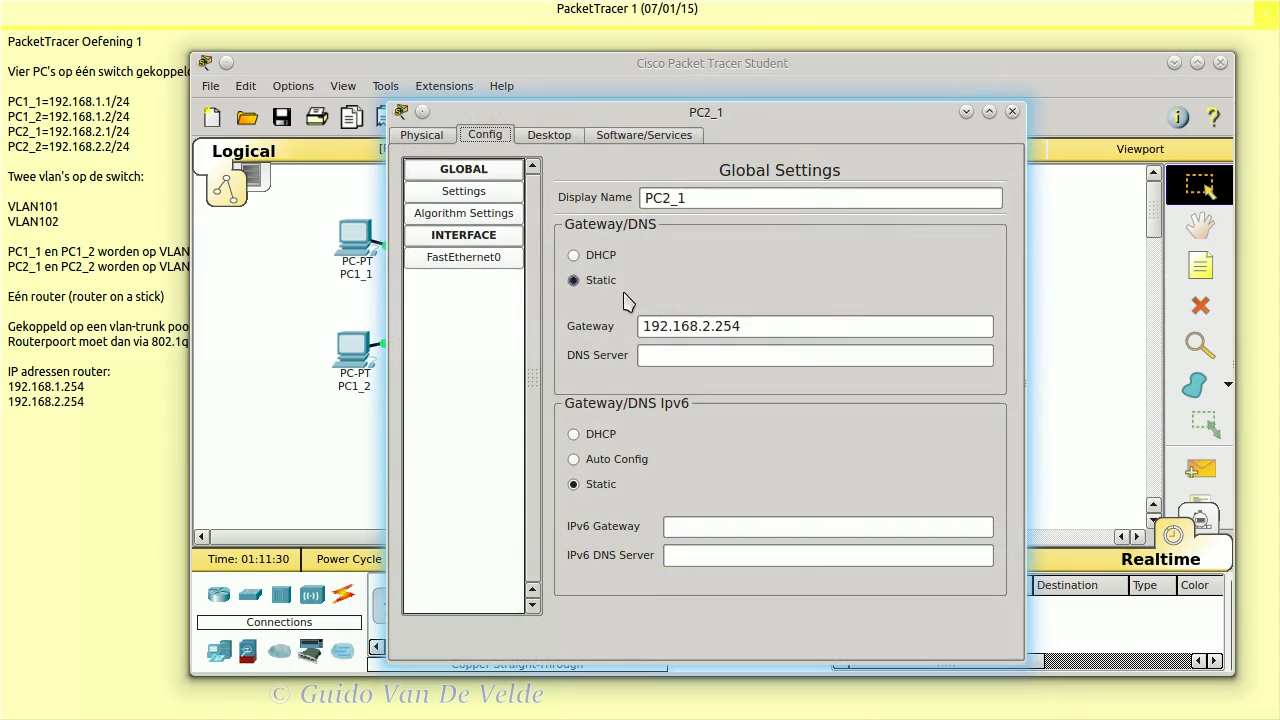 PacketTracer 1 (07/01/15)
PacketTracer Oefening 1
Vier PC's op één switch gekoppeld
PC1_1=192.168.1.1/24
PC1_2=192.168.1.2/24
PC2_1=192.168.2.1/24
PC2_2=192.168.2.2/24
Twee vlan's op de switch:
VLAN101
VLAN102
PC1_1 en PC1_2 worden op VLAN
PC2_1 en PC2_2 worden op VLAN
Eén router (router on a stick)
Gekoppeld op een vlan-trunk poo
Routerpoort moet dan via 802.1q
IP adressen router:
192.168.1.254
192.168.2.254
Cisco Packet Tracer Student
File Edit Options View Tools Extensions Help
Logical
Viewport
PC-PT
PC1_1
PC-PT
PC1_2
PC2_1
Physical Config Desktop Software/Services
GLOBAL
Settings
Algorithm Settings
INTERFACE
FastEthernet0
Global Settings
Display Name PC2_1
Gateway/DNS
DHCP
Static
Gateway 192.168.2.254
DNS Server
Gateway/DNS Ipv6
DHCP
Auto Config
Static
IPv6 Gateway
IPv6 DNS Server
Time: 01:11:30 Power Cycle
Realtime
Connections
Destination Type Color
Copper Straight-Through
© Guido Van De Velde